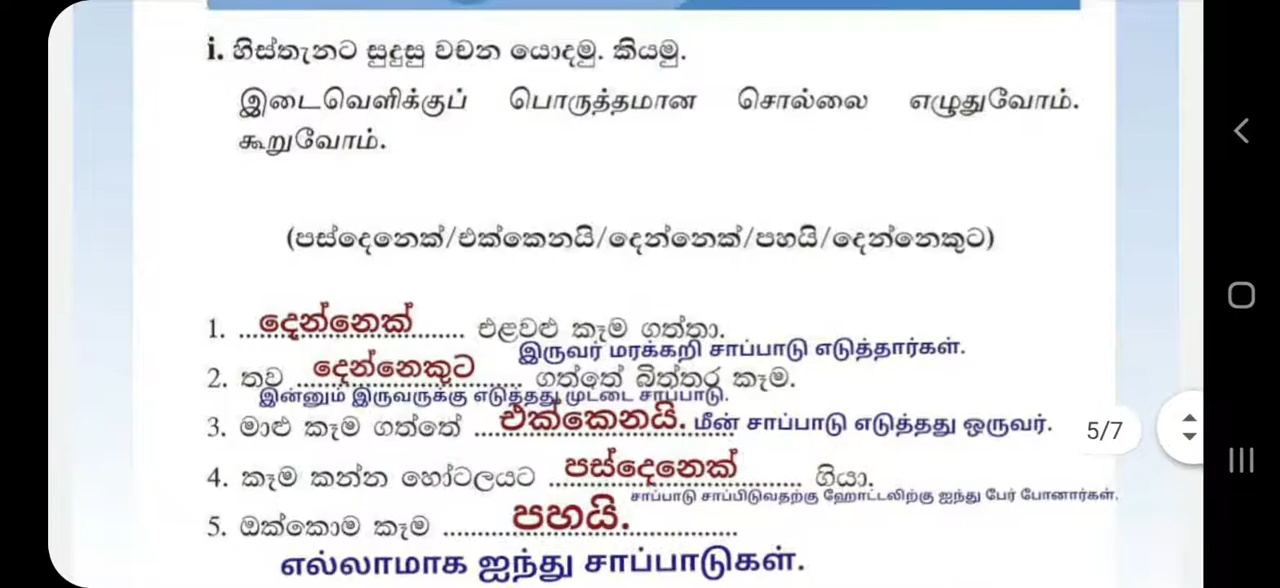 i. හිස්තැනට සුදුසු වචන යොදමු. කියමු.
இடைவெளிக்குப் பொருத்தமான சொல்லை எழுதுவோம்.
கூறுவோம்.
(පස්දෙනෙක්/එක්කෙනයි/දෙන්නෙක්/පහයි/දෙන්නෙකුට)
1. ...දෙන්නෙක්....... එළවළු කෑම ගත්තා.
இருவர் மரக்கறி சாப்பாடு எடுத்தார்கள்.
2. තව ...දෙන්නෙකුට....... ගත්තේ බිත්තර කෑම.
இன்னும் இருவருக்கு எடுத்தது முட்டை சாப்பாடு.
3. මාළු කෑම ගත්තේ ....එක්කෙනයි....... மீன் சாப்பாடு எடுத்தது ஒருவர்.
5/7
4. කෑම කන්න හෝටලයට ...පස්දෙනෙක්....... ගියා.
சாப்பாடு சாப்பிடுவதற்கு ஹோட்டலிற்கு ஐந்து பேர் போனார்கள்.
5. ඔක්කොම කෑම .......පහයි...........
எல்லாமாக ஐந்து சாப்பாடுகள்.